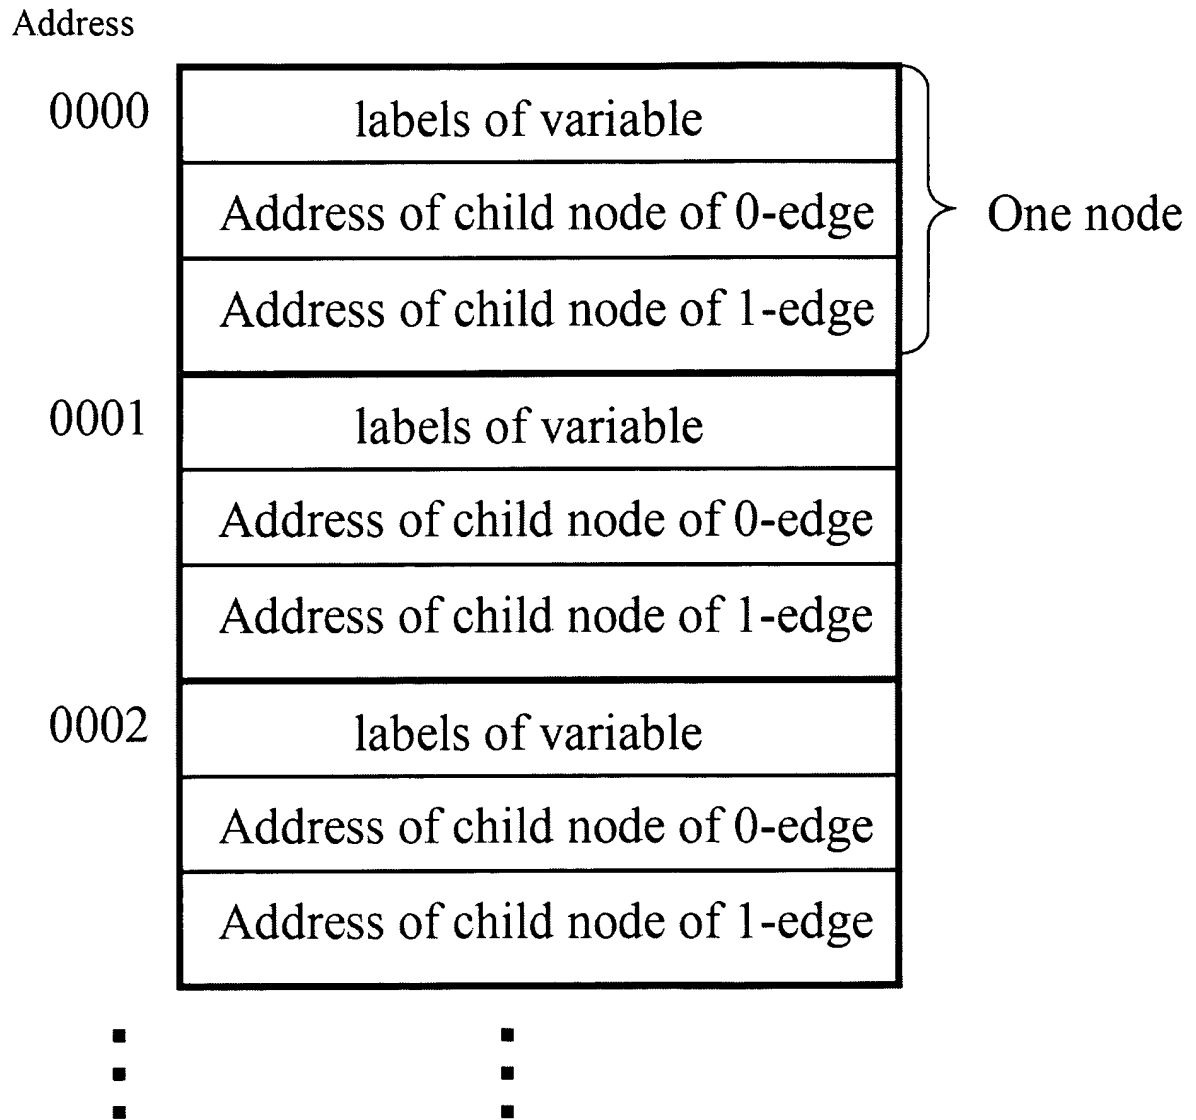 Address
0000
labels of variable
Address of child node of 0-edge
One node
Address of child node of 1-edge
0001
labels of variable
Address of child node of 0-edge
Address of child node of 1-edge
0002
labels of variable
Address of child node of 0-edge
Address of child node of 1-edge